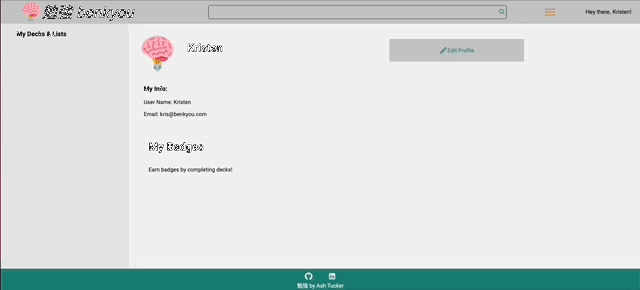 勉強 benkyou
Hey there, Kristen!
My Decks & Lists
Kristen
Edit Profile
My Info:
User Name: Kristen
Email: kris@benkyou.com
My Badges
Earn badges by completing decks!
勉強 by Ash Tucker